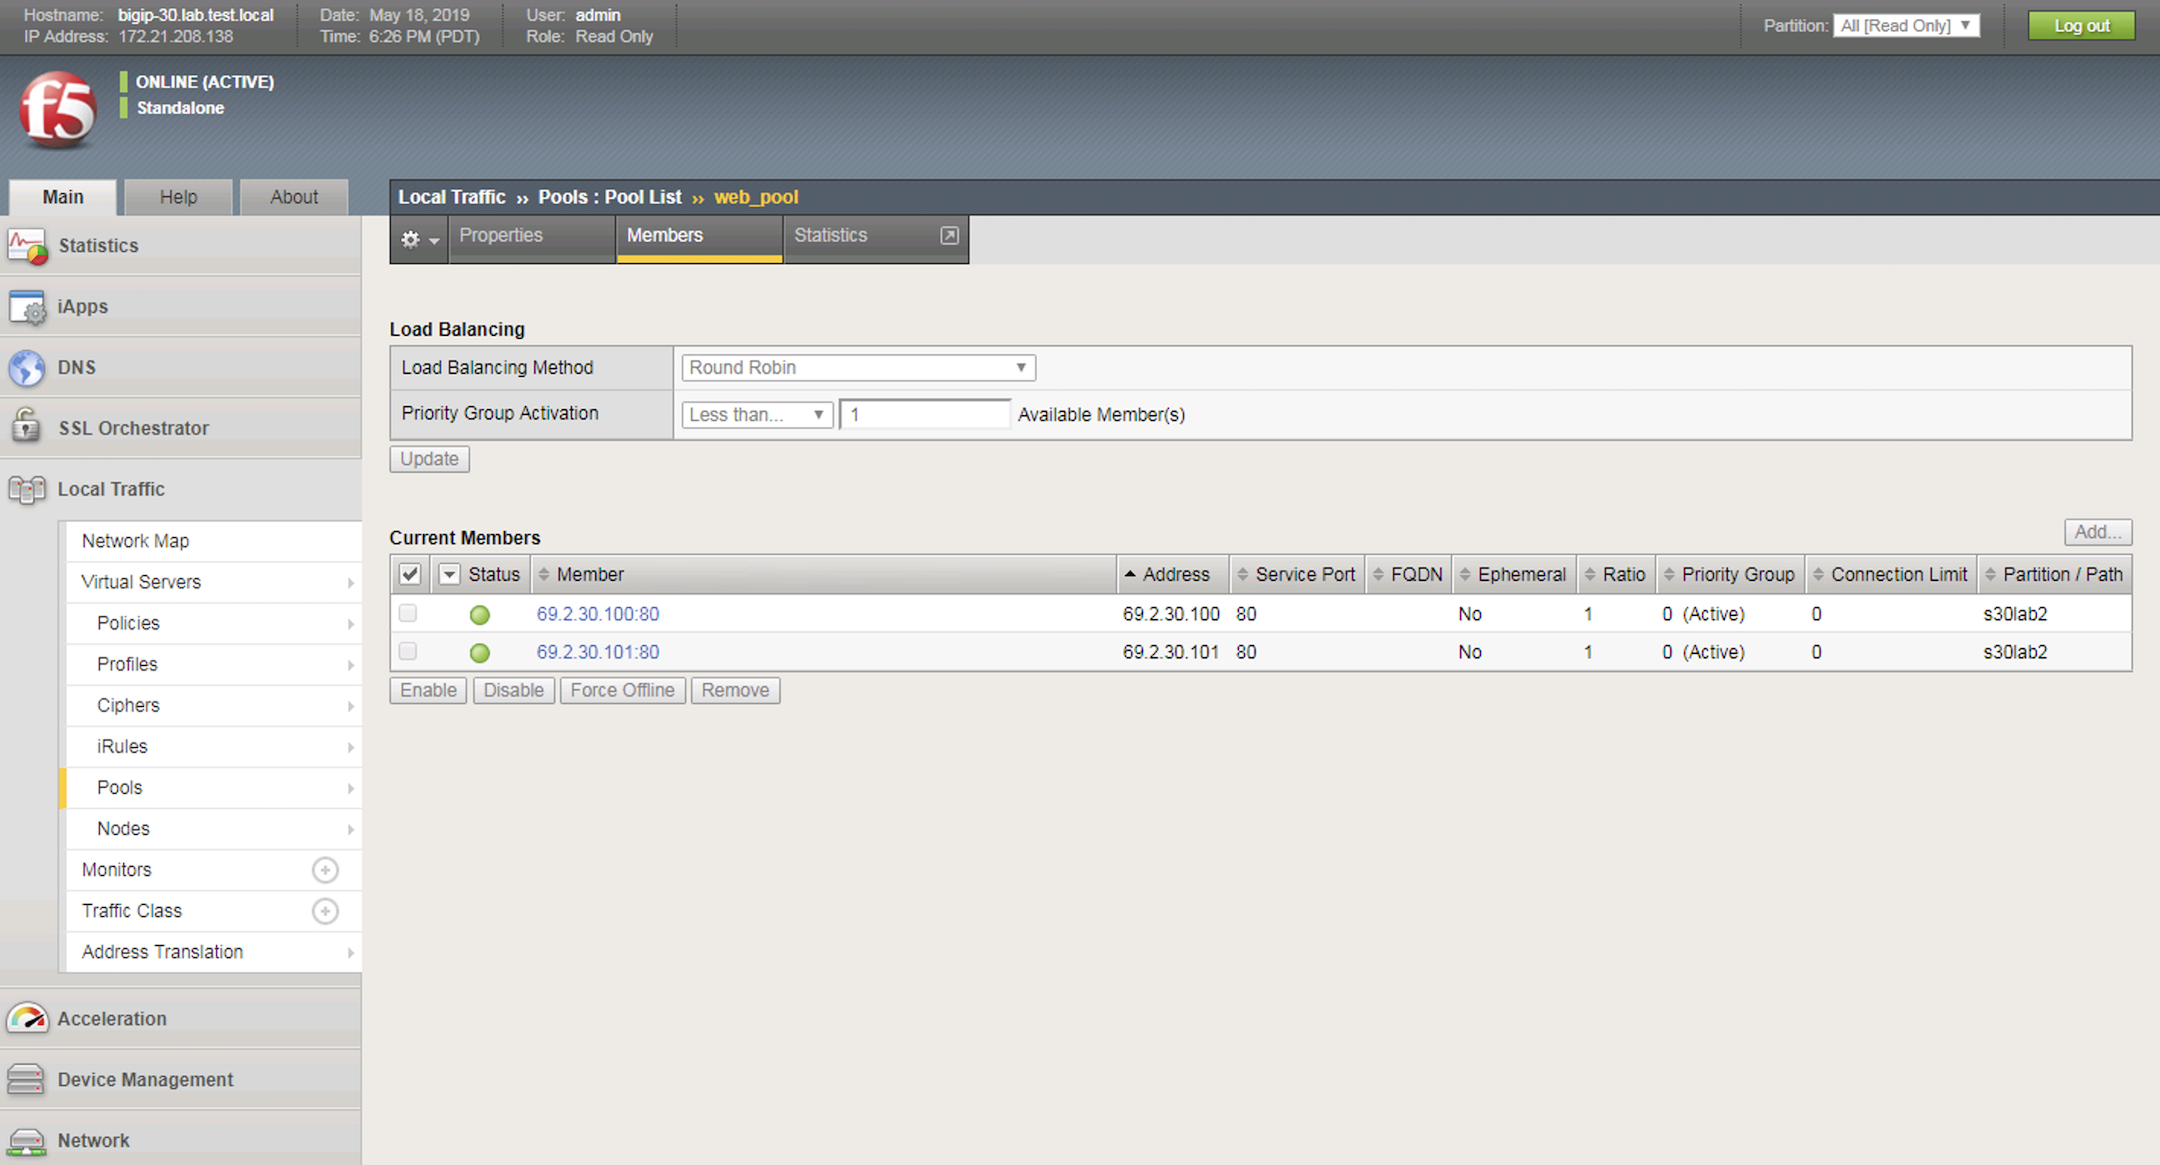 Hostname: bigip-30.lab.test.local Date: May 18, 2019 User: admin Partition: All [Read Only] Log out
IP Address: 172.21.208.138 Time: 6:26 PM (PDT) Role: Read Only
f5
ONLINE (ACTIVE)
Standalone
Main Help About
Local Traffic ›› Pools : Pool List ›› web_pool
Properties Members Statistics
Statistics
iApps
DNS
SSL Orchestrator
Local Traffic
Network Map
Virtual Servers
Policies
Profiles
Ciphers
iRules
Pools
Nodes
Monitors
Traffic Class
Address Translation
Acceleration
Device Management
Network
Load Balancing
Load Balancing Method Round Robin
Priority Group Activation Less than... 1 Available Member(s)
Update
Current Members Add...
Status Member Address Service Port FQDN Ephemeral Ratio Priority Group Connection Limit Partition / Path
69.2.30.100:80 69.2.30.100 80 No 1 0 (Active) 0 s30lab2
69.2.30.101:80 69.2.30.101 80 No 1 0 (Active) 0 s30lab2
Enable Disable Force Offline Remove